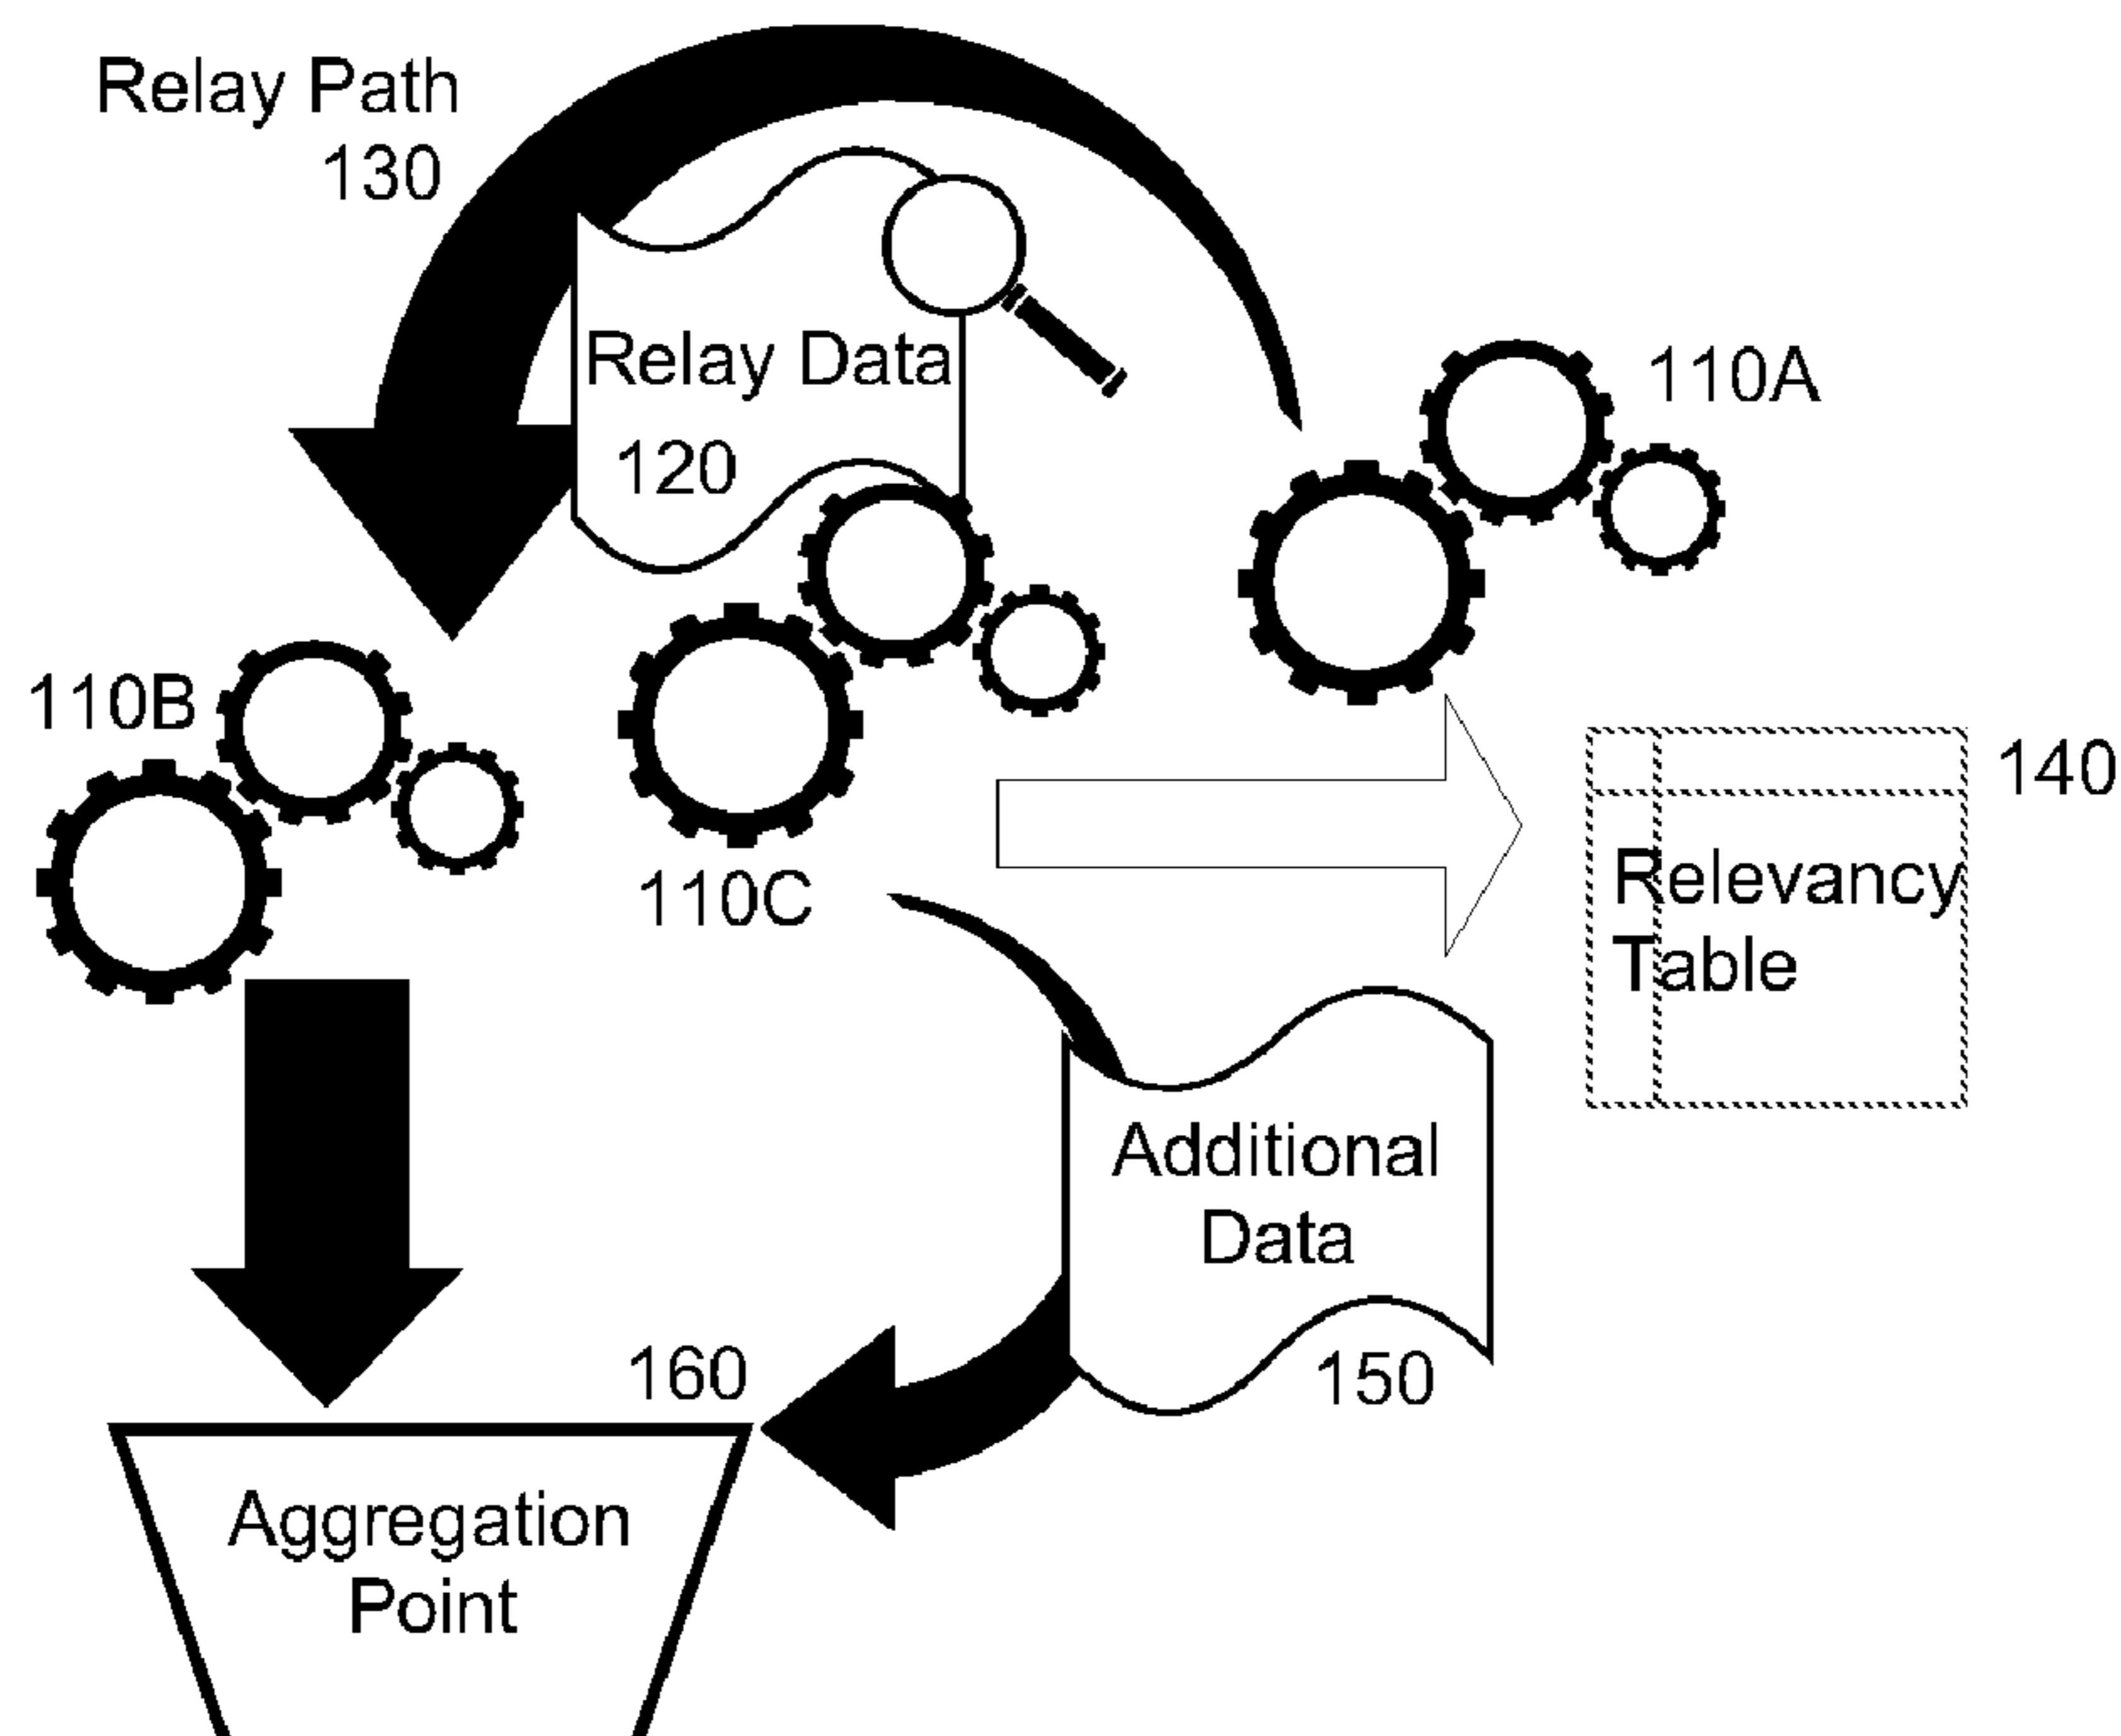 Relay Path
130
Relay Data
120
110A
110B
110C
140
Relevancy
Table
Additional
Data
150
160
Aggregation
Point